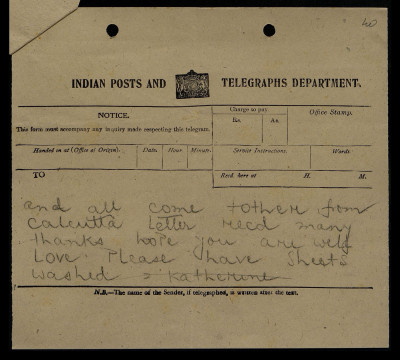 40
INDIAN POSTS AND TELEGRAPHS DEPARTMENT.
NOTICE.
This form must accompany any inquiry made respecting this telegram.
Charge to pay.
Rs. As.
Office Stamp.
Handed in at (Office of Origin). Date. Hour. Minute. Service Instructions. Words.
TO Recd. here at H. M.
and all come tother from
Calcutta Letter recd many
thanks hope you are well
Love Please have sheets
washed = Katherine
N.B.—The name of the Sender, if telegraphed, is written after the text.